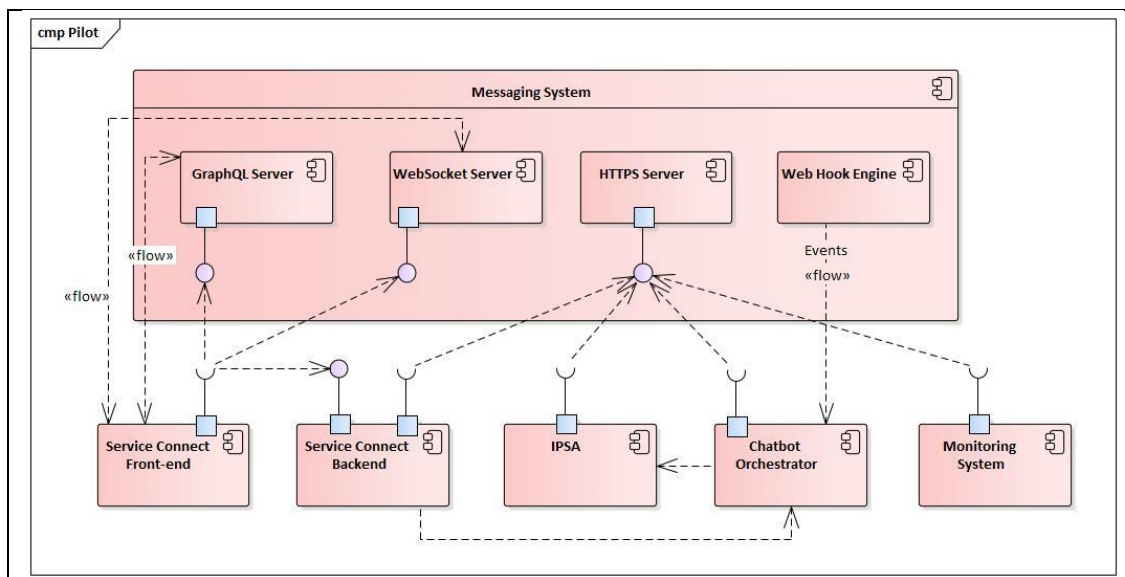 cmp Pilot
Messaging System
GraphQL Server
WebSocket Server
HTTPS Server
Web Hook Engine
«flow»
«flow»
Events
«flow»
Service Connect
Front-end
Service Connect
Backend
IPSA
Chatbot
Orchestrator
Monitoring
System